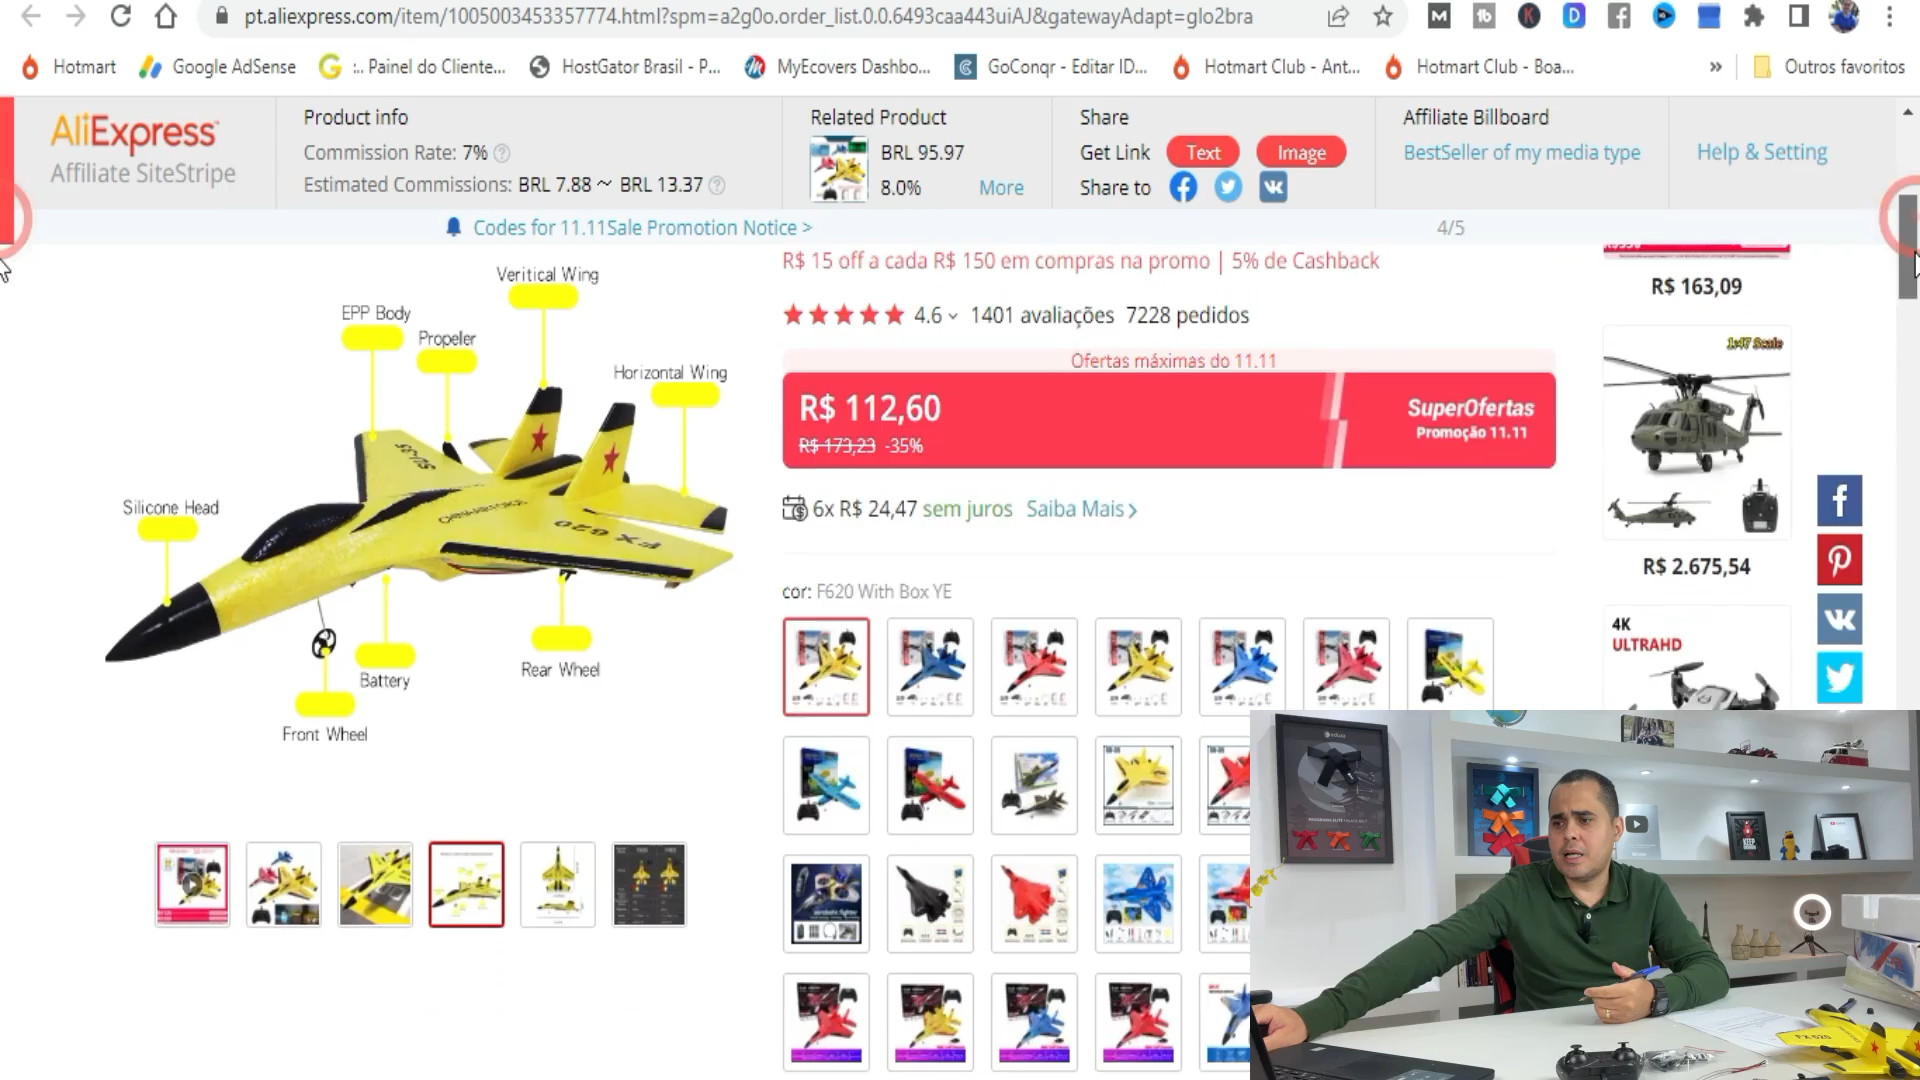 pt.aliexpress.com/item/1005003453357774.html?spm=a2g0o.order_list.0.0.6493caa443uiAJ&gatewayAdapt=glo2bra
Hotmart
Google AdSense
:.. Painel do Cliente...
HostGator Brasil - P...
MyEcovers Dashbo...
GoConqr - Editar ID...
Hotmart Club - Ant...
Hotmart Club - Boa...
»
Outros favoritos
AliExpress
Affiliate SiteStripe
Product info
Commission Rate: 7%
Estimated Commissions: BRL 7.88 ~ BRL 13.37
Related Product
BRL 95.97
8.0% More
Share
Get Link Text Image
Share to
Affiliate Billboard
BestSeller of my media type
Help & Setting
Codes for 11.11Sale Promotion Notice >
4/5
Veritical Wing
EPP Body
Propeler
Horizontal Wing
Silicone Head
SU-35
CHINA AIR FORCE
FX 620
Rear Wheel
Battery
Front Wheel
R$ 15 off a cada R$ 150 em compras na promo | 5% de Cashback
4.6 1401 avaliações 7228 pedidos
Ofertas máximas do 11.11
R$ 112,60
R$ 173,23 -35%
SuperOfertas
Promoção 11.11
6x R$ 24,47 sem juros Saiba Mais
cor: F620 With Box YE
R$ 163,09
1:47 Scale
R$ 2.675,54
4K
ULTRAHD
FX 620